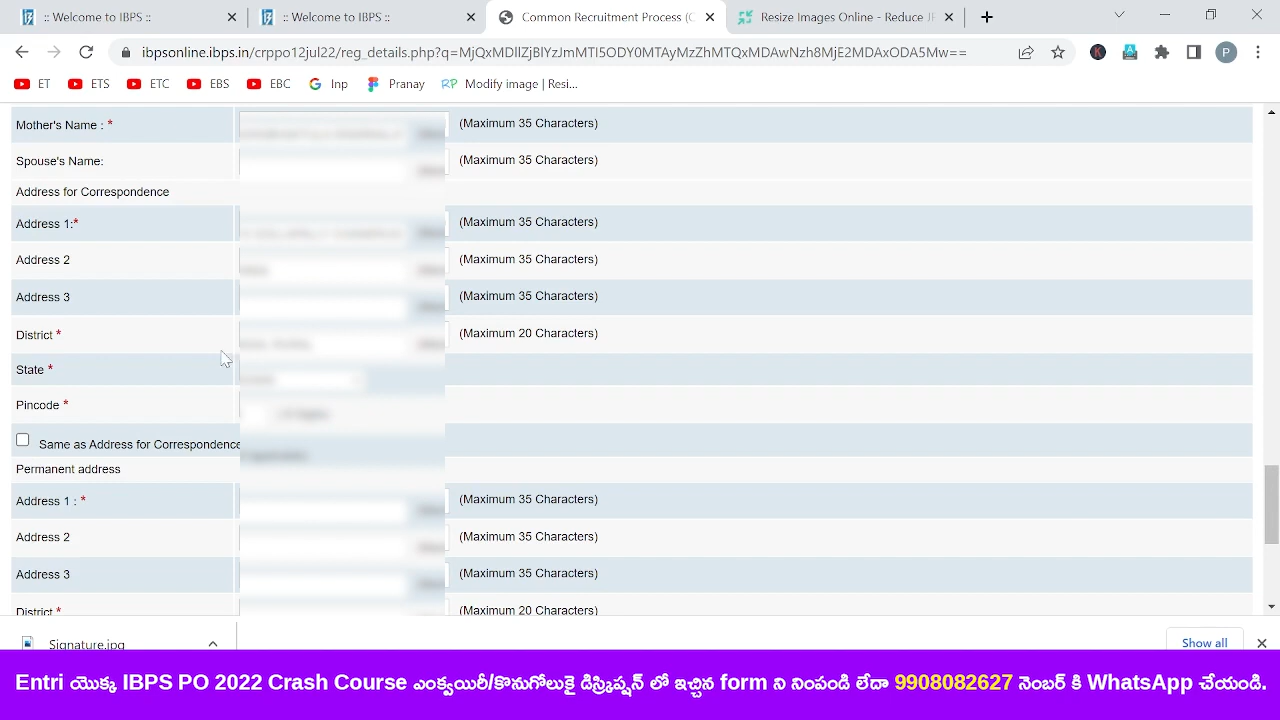 :: Welcome to IBPS ::
:: Welcome to IBPS ::
Common Recruitment Process (C
Resize Images Online - Reduce JP
ibpsonline.ibps.in/crppo12jul22/reg_details.php?q=MjQxMDllZjBlYzJmMTI5ODY0MTAyMzZhMTQxMDAwNzh8MjE2MDAxODA5Mw==
K
A
P
ET
ETS
ETC
EBS
EBC
Inp
Pranay
RP Modify image | Resi...
Mother's Name : * (Maximum 35 Characters)
Spouse's Name: (Maximum 35 Characters)
Address for Correspondence
Address 1:* (Maximum 35 Characters)
Address 2 (Maximum 35 Characters)
Address 3 (Maximum 35 Characters)
District * (Maximum 20 Characters)
State *
Pincode *
Same as Address for Correspondence
Permanent address
Address 1 : * (Maximum 35 Characters)
Address 2 (Maximum 35 Characters)
Address 3 (Maximum 35 Characters)
District * (Maximum 20 Characters)
Signature.jpg
Show all
Entri యొక్క IBPS PO 2022 Crash Course ఎంక్వయిరీ/కొనుగోలుకై డిస్క్రిప్షన్ లో ఇచ్చిన form ని నింపండి లేదా 9908082627 నెంబర్ కి WhatsApp చేయండి.